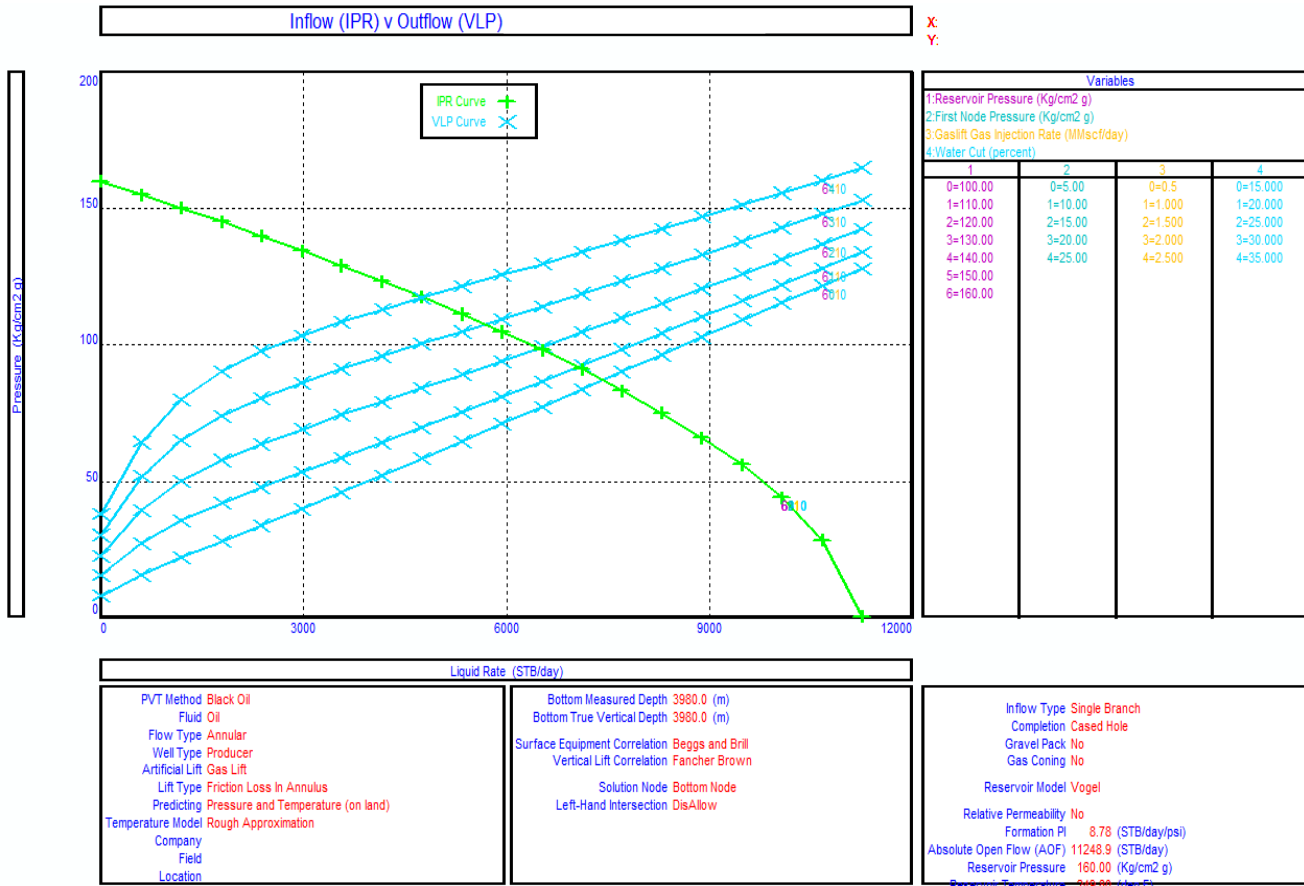 Inflow (IPR) v Outflow (VLP)
X:
Y:
Pressure (Kg/cm2 g)
200
150
100
50
0
IPR Curve
VLP Curve
6410
6310
6210
6110
6010
0 3000 6000 9000 12000
Liquid Rate (STB/day)
Variables
1:Reservoir Pressure (Kg/cm2 g)
2:First Node Pressure (Kg/cm2 g)
3:Gaslift Gas Injection Rate (MMscf/day)
4:Water Cut (percent)
1 2 3 4
0=100.00 0=5.00 0=0.5 0=15.000
1=110.00 1=10.00 1=1.000 1=20.000
2=120.00 2=15.00 2=1.500 2=25.000
3=130.00 3=20.00 3=2.000 3=30.000
4=140.00 4=25.00 4=2.500 4=35.000
5=150.00
6=160.00
PVT Method Black Oil
Fluid Oil
Flow Type Annular
Well Type Producer
Artificial Lift Gas Lift
Lift Type Friction Loss In Annulus
Predicting Pressure and Temperature (on land)
Temperature Model Rough Approximation
Company
Field
Location
Bottom Measured Depth 3980.0 (m)
Bottom True Vertical Depth 3980.0 (m)
Surface Equipment Correlation Beggs and Brill
Vertical Lift Correlation Fancher Brown
Solution Node Bottom Node
Left-Hand Intersection DisAllow
Inflow Type Single Branch
Completion Cased Hole
Gravel Pack No
Gas Coning No
Reservoir Model Vogel
Relative Permeability No
Formation PI 8.78 (STB/day/psi)
Absolute Open Flow (AOF) 11248.9 (STB/day)
Reservoir Pressure 160.00 (Kg/cm2 g)